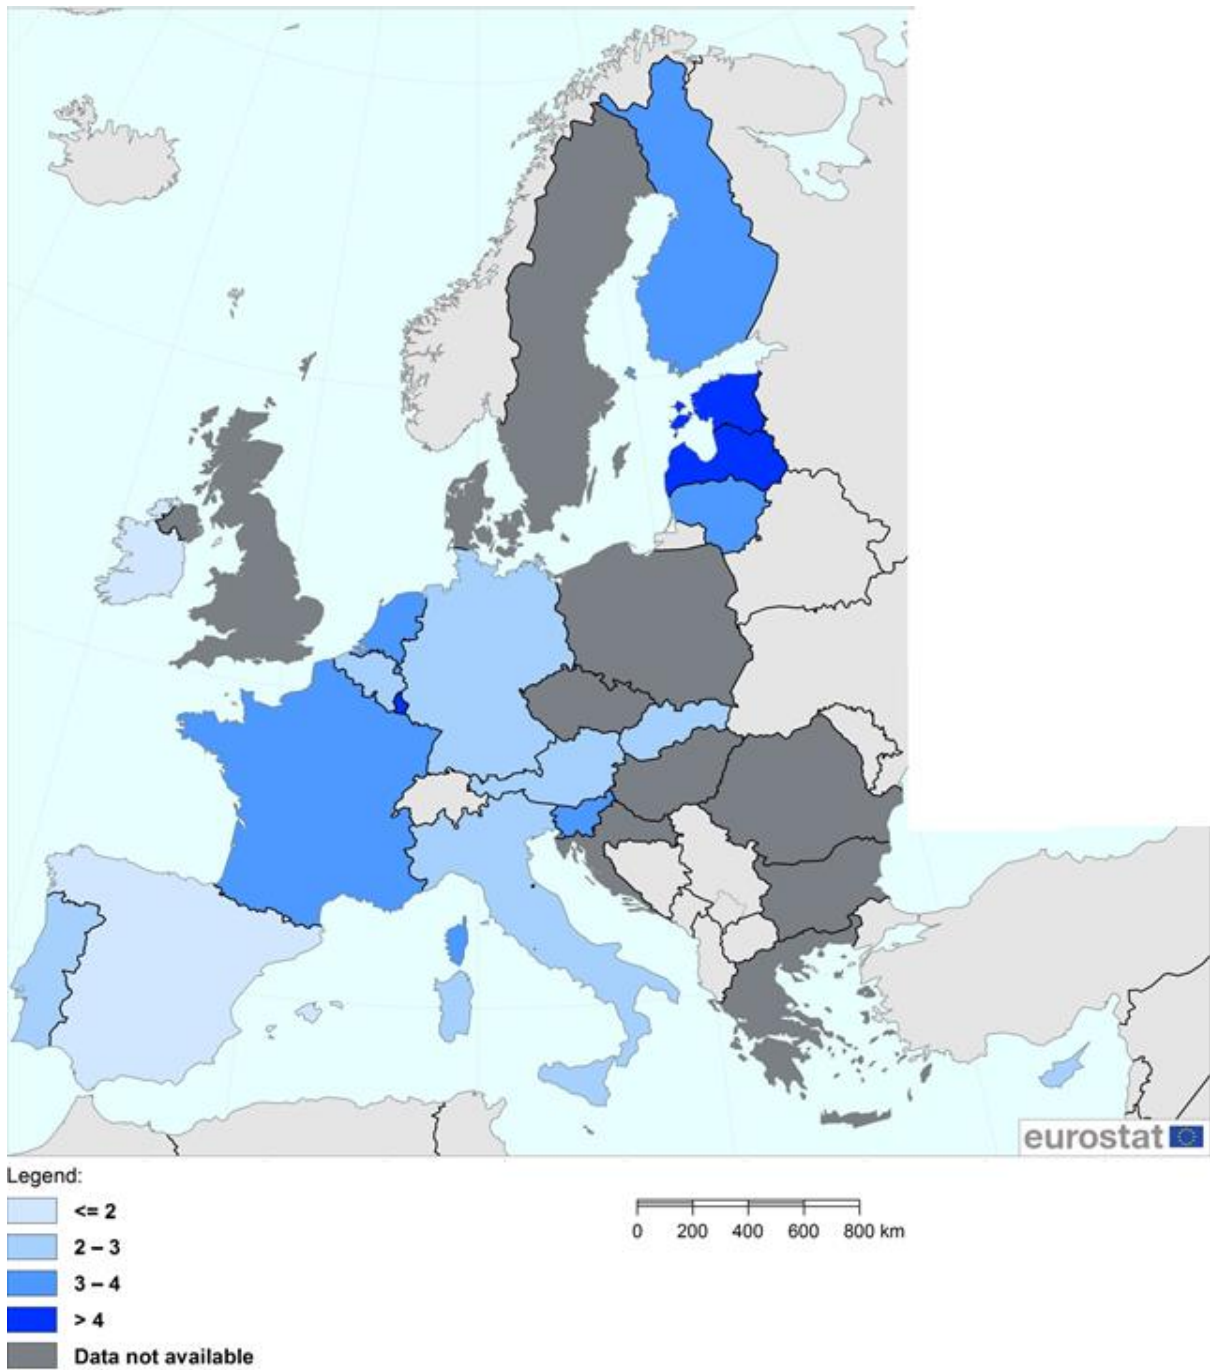 eurostat
Legend:
<= 2
2 – 3
3 – 4
> 4
Data not available
0 200 400 600 800 km